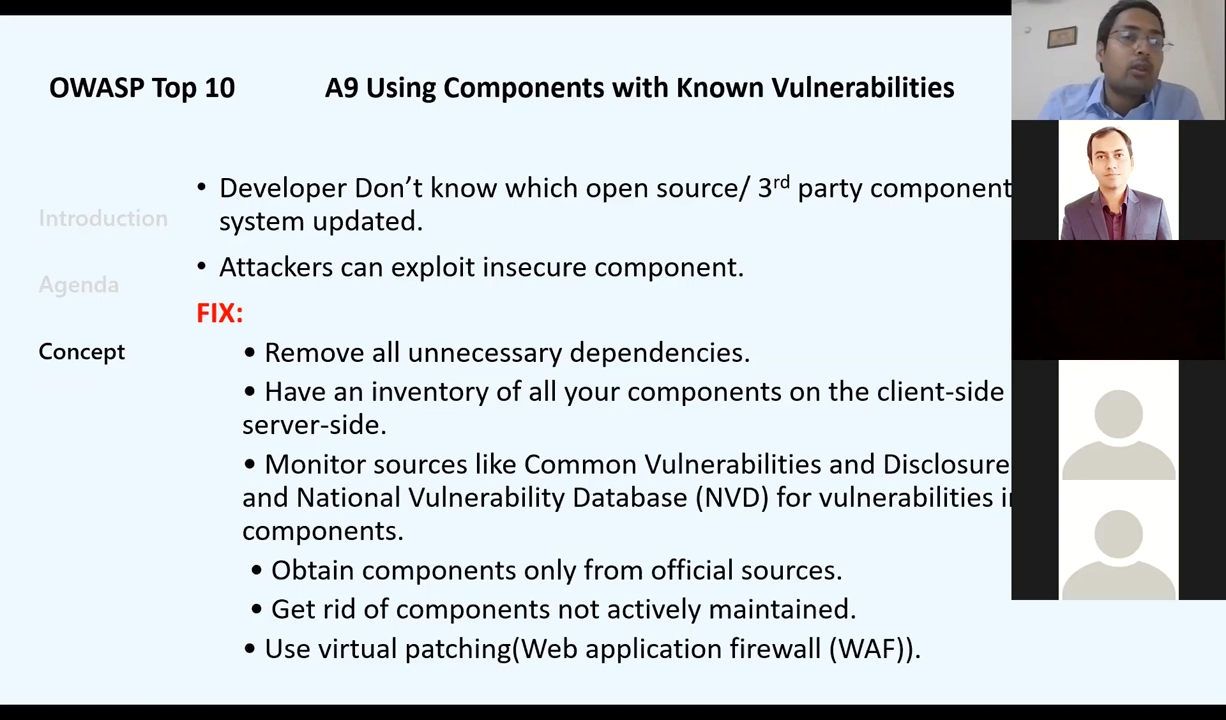 OWASP Top 10 A9 Using Components with Known Vulnerabilities
• Developer Don’t know which open source/ 3rd party component
system updated.
Introduction
• Attackers can exploit insecure component.
Agenda
FIX:
Concept
• Remove all unnecessary dependencies.
• Have an inventory of all your components on the client-side
server-side.
• Monitor sources like Common Vulnerabilities and Disclosure
and National Vulnerability Database (NVD) for vulnerabilities
components.
• Obtain components only from official sources.
• Get rid of components not actively maintained.
• Use virtual patching(Web application firewall (WAF)).